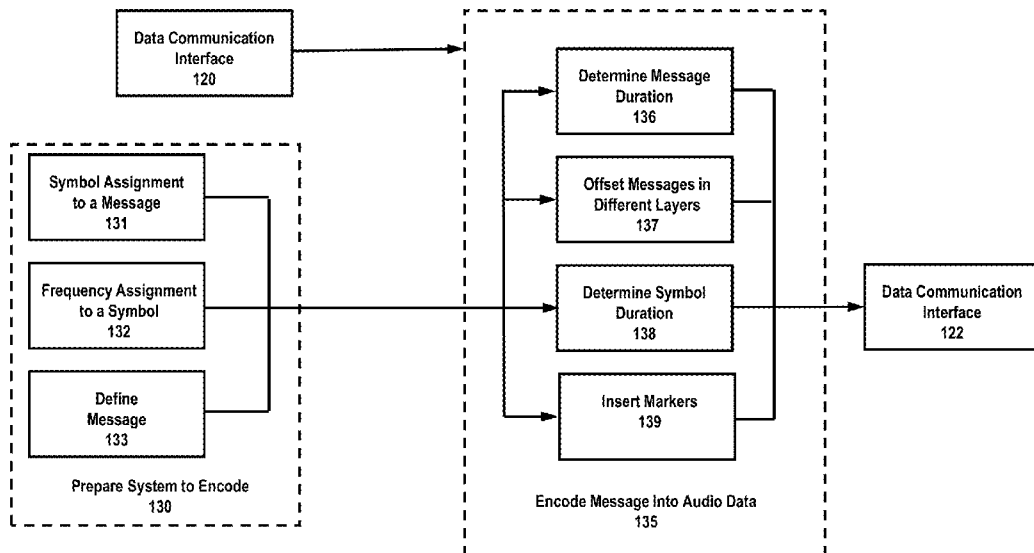 Data Communication
Interface
120
Symbol Assignment
to a Message
131
Frequency Assignment
to a Symbol
132
Define
Message
133
Prepare System to Encode
130
Determine Message
Duration
136
Offset Messages in
Different Layers
137
Determine Symbol
Duration
138
Insert Markers
139
Encode Message Into Audio Data
135
Data Communication
Interface
122